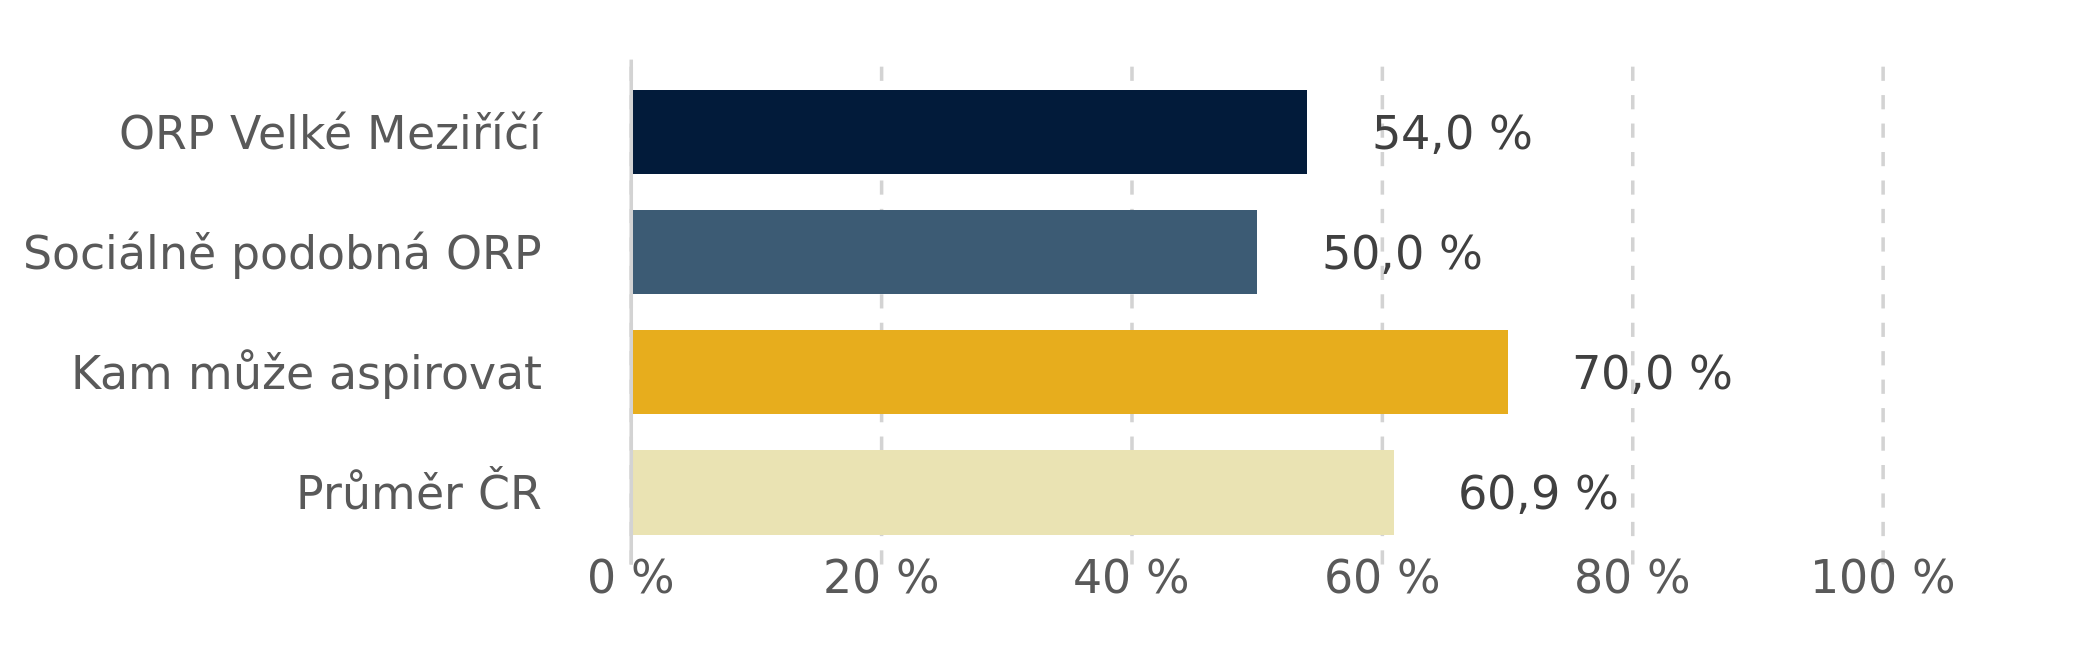 ORP Velké Meziříčí 54,0 %
Sociálně podobná ORP 50,0 %
Kam může aspirovat 70,0 %
Průměr ČR 60,9 %
0 % 20 % 40 % 60 % 80 % 100 %